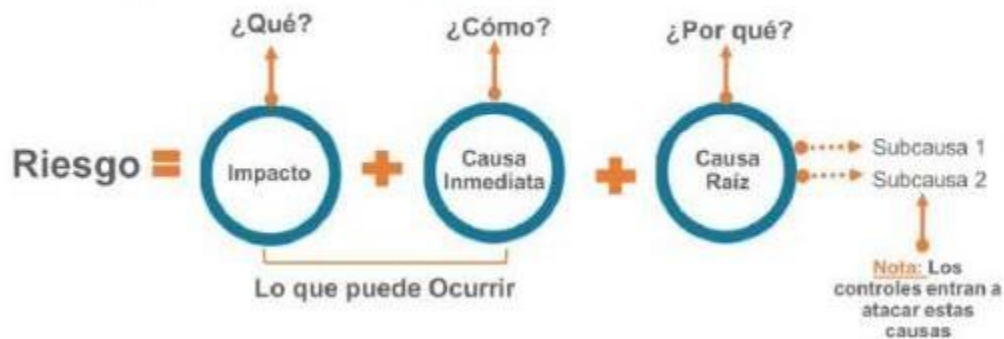 ¿Qué?
¿Cómo?
¿Por qué?
Riesgo =
Impacto
+
Causa
Inmediata
+
Causa
Raíz
Subcausa 1
Subcausa 2
Lo que puede Ocurrir
Nota: Los
controles entran a
atacar estas
causas